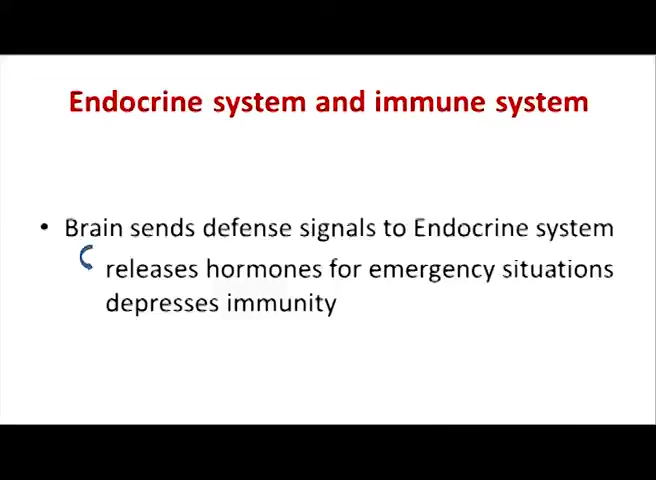 Endocrine system and immune system
• Brain sends defense signals to Endocrine system
releases hormones for emergency situations
depresses immunity